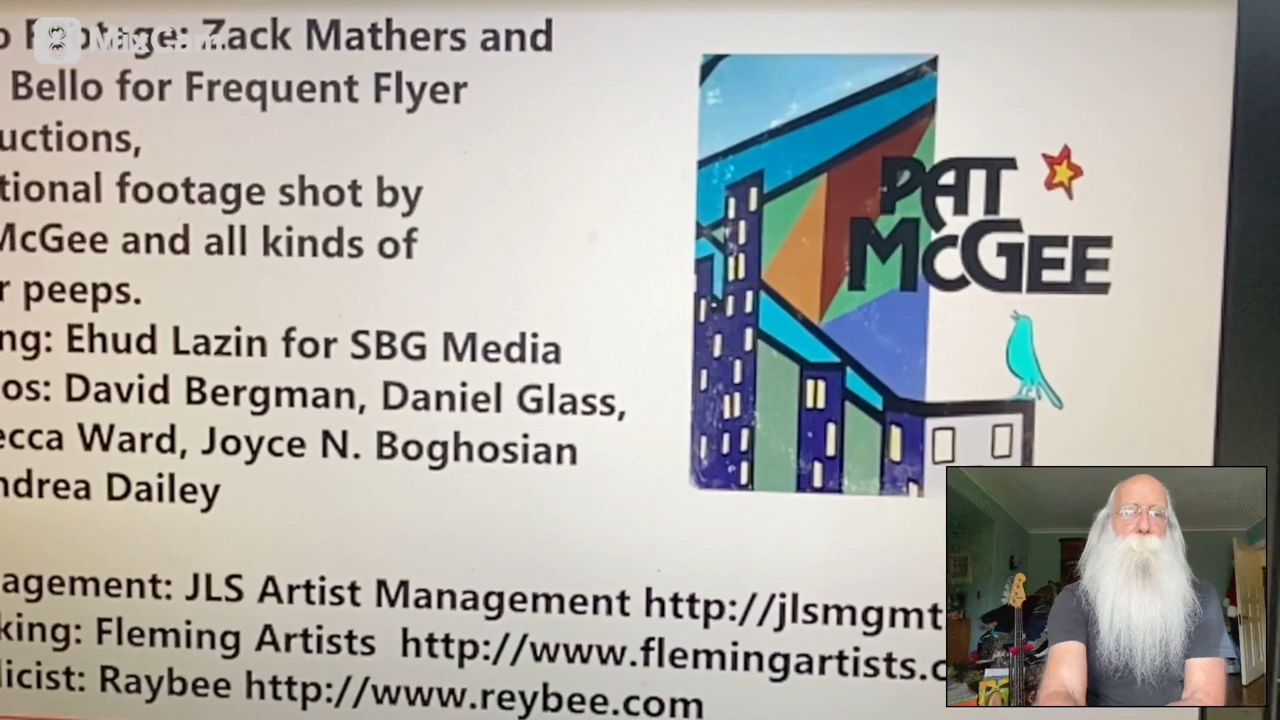 MixCam
Footage: Zack Mathers and
Bello for Frequent Flyer
uctions,
tional footage shot by
McGee and all kinds of
r peeps.
ng: Ehud Lazin for SBG Media
os: David Bergman, Daniel Glass,
ecca Ward, Joyce N. Boghosian
ndrea Dailey
agement: JLS Artist Management http://jlsmgmt
king: Fleming Artists http://www.flemingartists.c
licist: Raybee http://www.reybee.com
PAT
McGEE